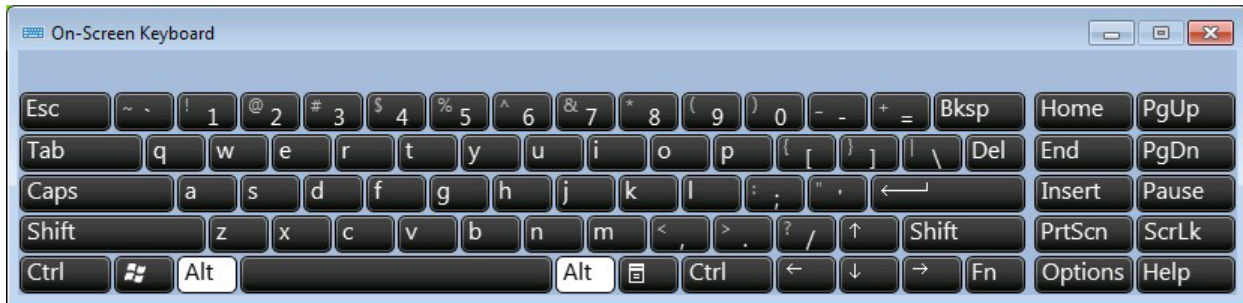 On-Screen Keyboard
Esc ~ ` ! 1 @ 2 # 3 $ 4 % 5 ^ 6 & 7 * 8 ( 9 ) 0 _ - + = Bksp Home PgUp
Tab q w e r t y u i o p { [ } ] | \ Del End PgDn
Caps a s d f g h j k l : ; " ' Insert Pause
Shift z x c v b n m < , > . ? / ↑ Shift PrtScn ScrLk
Ctrl Alt Alt Ctrl ← ↓ → Fn Options Help